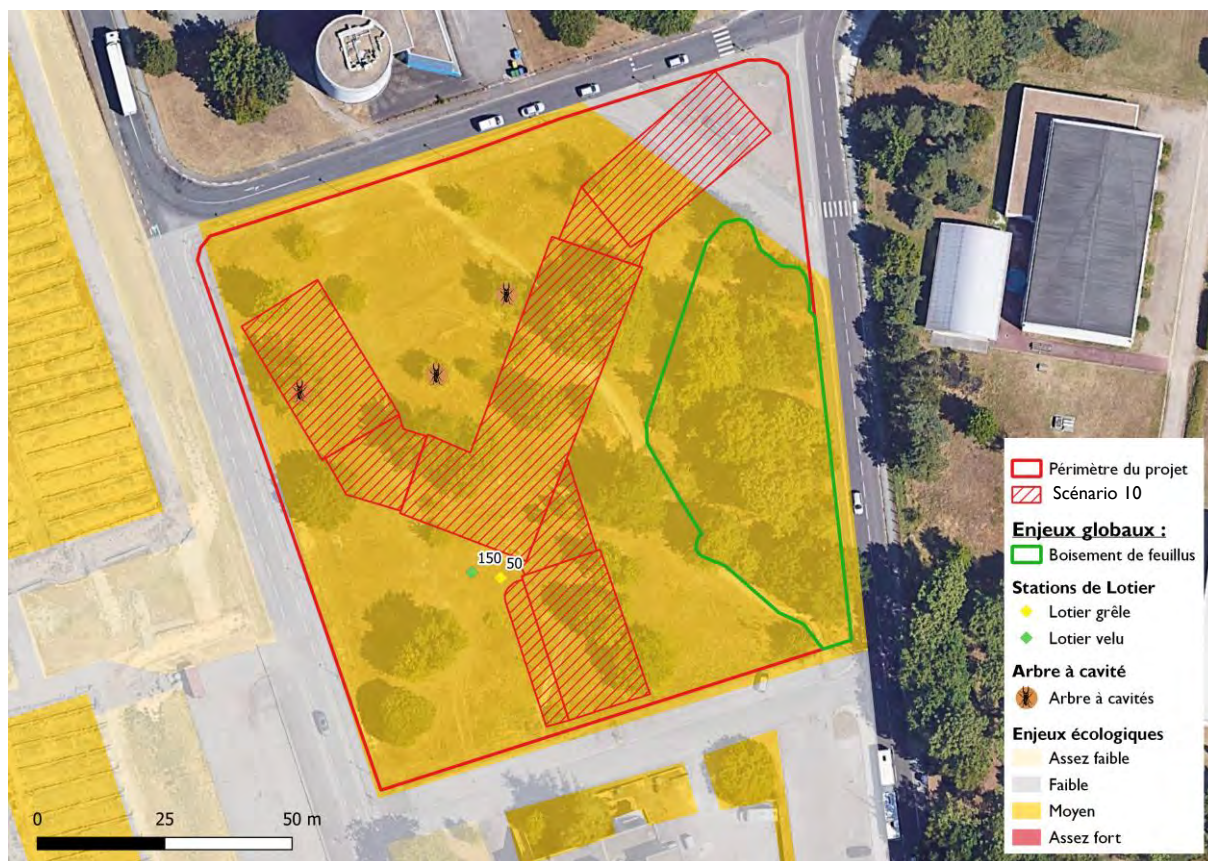 150 50
Périmètre du projet
Scénario 10
Enjeux globaux :
Boisement de feuillus
Stations de Lotier
Lotier grêle
Lotier velu
Arbre à cavité
Arbre à cavités
Enjeux écologiques
Assez faible
Faible
Moyen
Assez fort
0 25 50 m